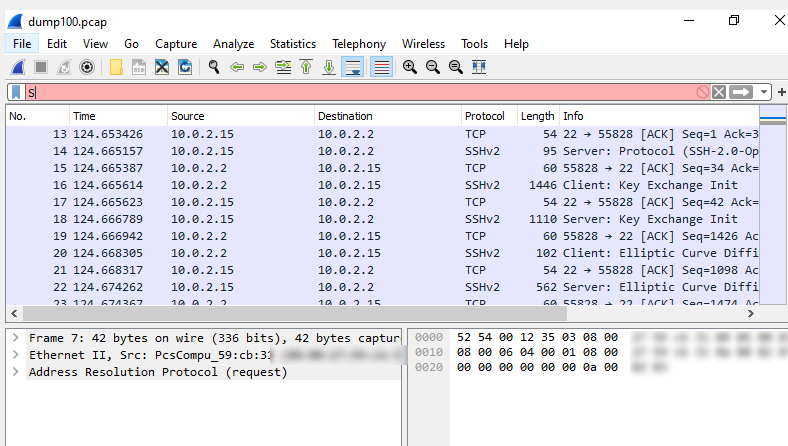 dump100.pcap
File Edit View Go Capture Analyze Statistics Telephony Wireless Tools Help
S
No. Time Source Destination Protocol Length Info
13 124.653426 10.0.2.15 10.0.2.2 TCP 54 22 → 55828 [ACK] Seq=1 Ack=3
14 124.665157 10.0.2.15 10.0.2.2 SSHv2 95 Server: Protocol (SSH-2.0-Op
15 124.665387 10.0.2.2 10.0.2.15 TCP 60 55828 → 22 [ACK] Seq=34 Ack=
16 124.665614 10.0.2.2 10.0.2.15 SSHv2 1446 Client: Key Exchange Init
17 124.665623 10.0.2.15 10.0.2.2 TCP 54 22 → 55828 [ACK] Seq=42 Ack=
18 124.666789 10.0.2.15 10.0.2.2 SSHv2 1110 Server: Key Exchange Init
19 124.666942 10.0.2.2 10.0.2.15 TCP 60 55828 → 22 [ACK] Seq=1426 Ac
20 124.668305 10.0.2.2 10.0.2.15 SSHv2 102 Client: Elliptic Curve Diffi
21 124.668317 10.0.2.15 10.0.2.2 TCP 54 22 → 55828 [ACK] Seq=1098 Ac
22 124.674262 10.0.2.15 10.0.2.2 SSHv2 562 Server: Elliptic Curve Diffi
23 124.674367 10.0.2.2 10.0.2.15 TCP 60 55828 → 22 [ACK] Seq=1474 Ac
Frame 7: 42 bytes on wire (336 bits), 42 bytes captur
Ethernet II, Src: PcsCompu_59:cb:31
Address Resolution Protocol (request)
0000 52 54 00 12 35 03 08 00
0010 08 00 06 04 00 01 08 00
0020 00 00 00 00 00 00 0a 00